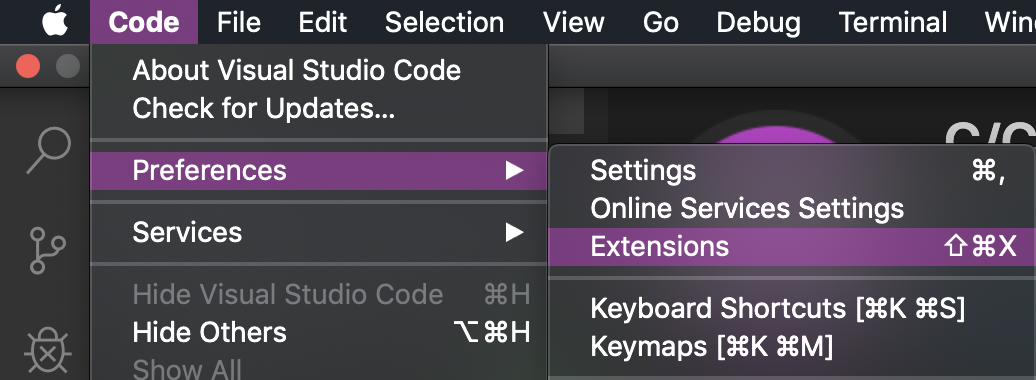 Code File Edit Selection View Go Debug Terminal
About Visual Studio Code
Check for Updates...
Preferences ▶
Services ▶
Hide Visual Studio Code ⌘H
Hide Others ⌥⌘H
Show All
Settings ⌘,
Online Services Settings
Extensions ⇧⌘X
Keyboard Shortcuts [⌘K ⌘S]
Keymaps [⌘K ⌘M]